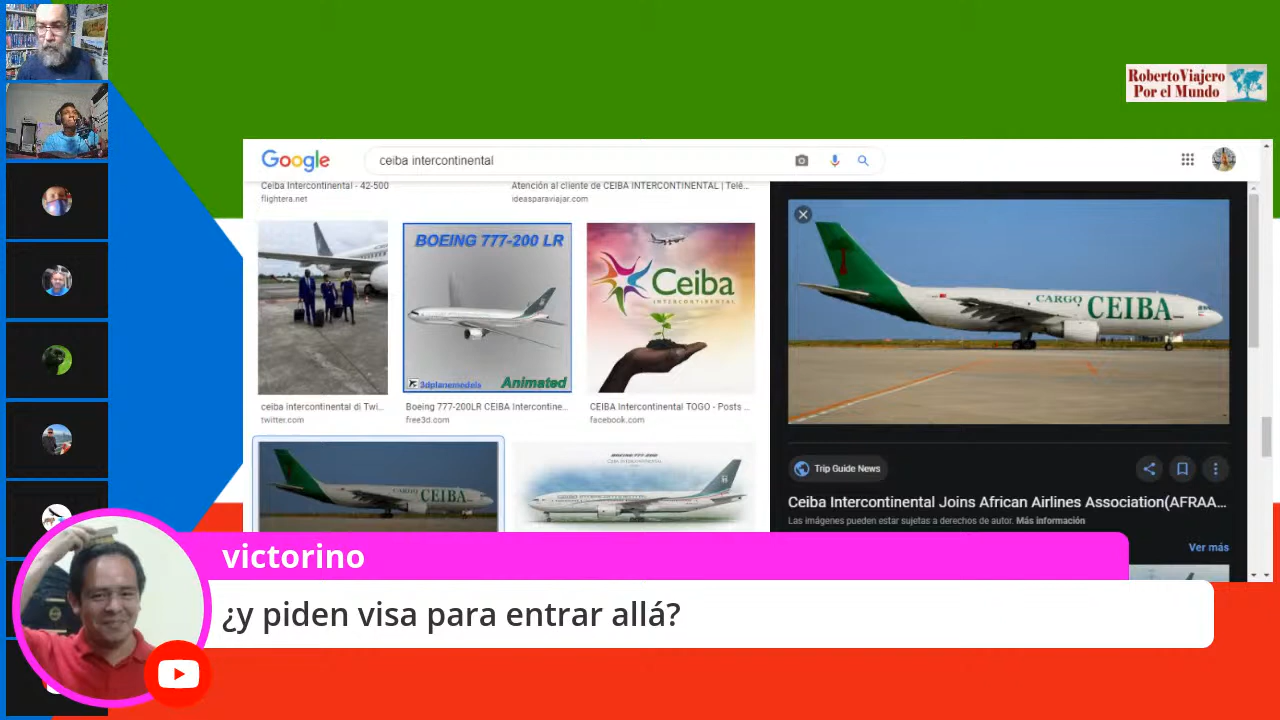 RobertoViajero
Por el Mundo
Google
ceiba intercontinental
Ceiba Intercontinental - 42-500
flightera.net
Atención al cliente de CEIBA INTERCONTINENTAL | Telé...
ideasparaviajar.com
BOEING 777-200 LR
3dplanemodels
Animated
Ceiba
INTERCONTINENTAL
CARGO CEIBA
ceiba intercontinental di Twi...
twitter.com
Boeing 777-200LR CEIBA Intercontine...
free3d.com
CEIBA Intercontinental TOGO - Posts ...
facebook.com
CARGO CEIBA
BOEING 777-200
Trip Guide News
Ceiba Intercontinental Joins African Airlines Association(AFRAA...
Las imágenes pueden estar sujetas a derechos de autor. Más información
Ver más
victorino
¿y piden visa para entrar allá?